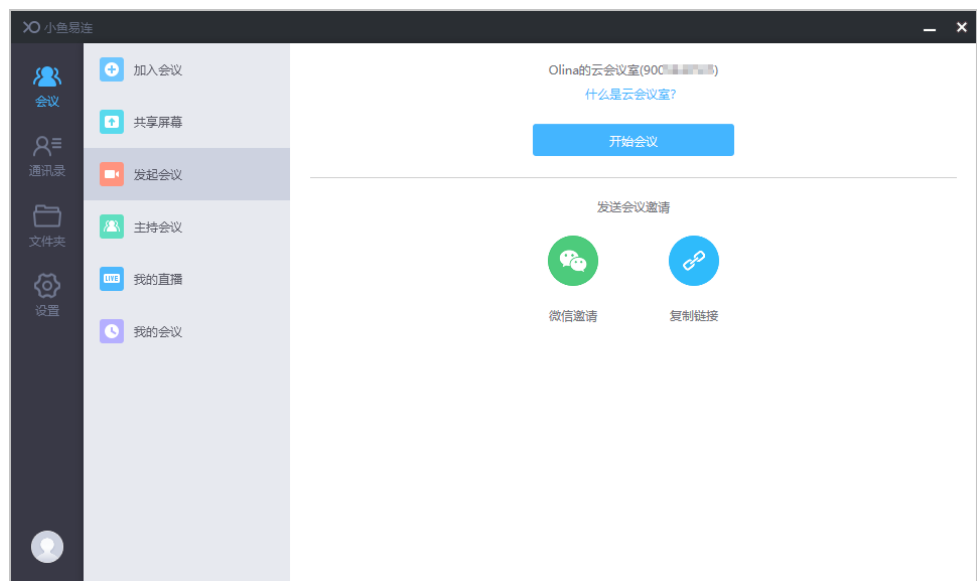 小鱼易连
会议
通讯录
文件夹
设置
加入会议
共享屏幕
发起会议
主持会议
LIVE
我的直播
我的会议
Olina的云会议室(900
什么是云会议室?
开始会议
发送会议邀请
微信邀请
复制链接